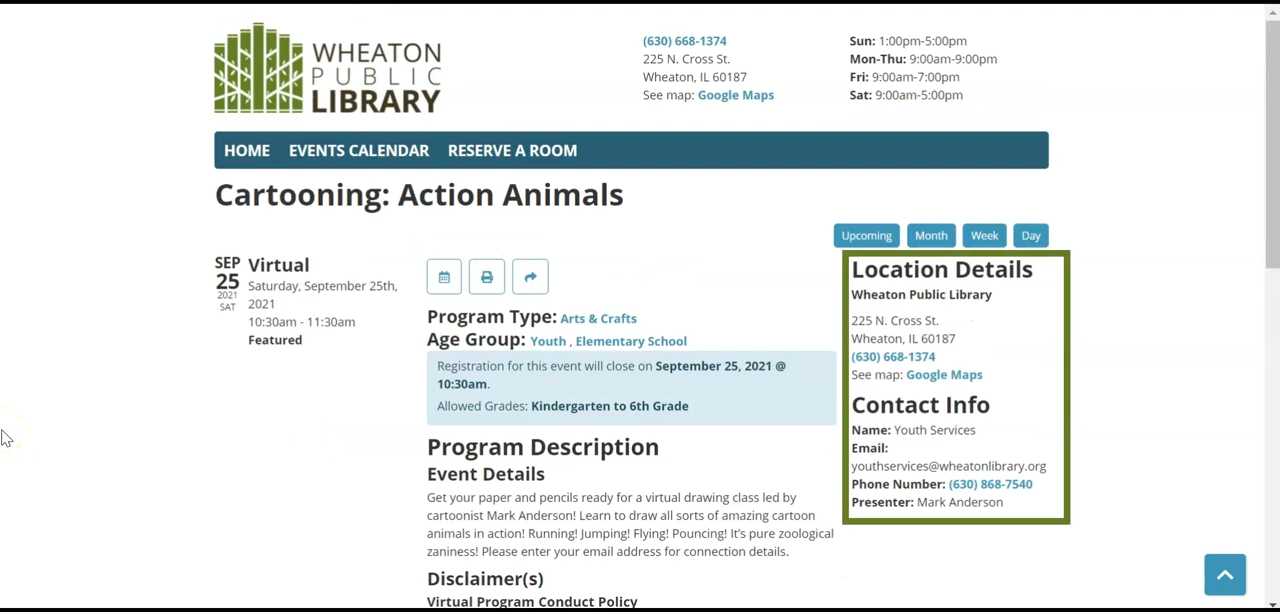 WHEATON
PUBLIC
LIBRARY
(630) 668-1374
225 N. Cross St.
Wheaton, IL 60187
See map: Google Maps
Sun: 1:00pm-5:00pm
Mon-Thu: 9:00am-9:00pm
Fri: 9:00am-7:00pm
Sat: 9:00am-5:00pm
HOME EVENTS CALENDAR RESERVE A ROOM
Cartooning: Action Animals
Upcoming Month Week Day
SEP
25
2021
SAT
Virtual
Saturday, September 25th,
2021
10:30am - 11:30am
Featured
Program Type: Arts & Crafts
Age Group: Youth , Elementary School
Registration for this event will close on September 25, 2021 @
10:30am.
Allowed Grades: Kindergarten to 6th Grade
Program Description
Event Details
Get your paper and pencils ready for a virtual drawing class led by
cartoonist Mark Anderson! Learn to draw all sorts of amazing cartoon
animals in action! Running! Jumping! Flying! Pouncing! It's pure zoological
zaniness! Please enter your email address for connection details.
Disclaimer(s)
Virtual Program Conduct Policy
Location Details
Wheaton Public Library
225 N. Cross St.
Wheaton, IL 60187
(630) 668-1374
See map: Google Maps
Contact Info
Name: Youth Services
Email:
youthservices@wheatonlibrary.org
Phone Number: (630) 868-7540
Presenter: Mark Anderson